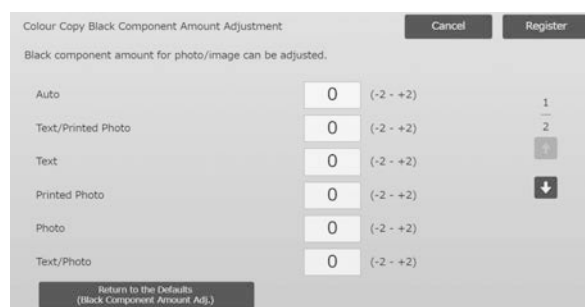 Colour Copy Black Component Amount Adjustment Cancel Register
Black component amount for photo/image can be adjusted.
Auto 0 (-2 - +2)
1
Text/Printed Photo 0 (-2 - +2)
2
Text 0 (-2 - +2)
Printed Photo 0 (-2 - +2)
Photo 0 (-2 - +2)
Text/Photo 0 (-2 - +2)
Return to the Defaults
(Black Component Amount Adj.)